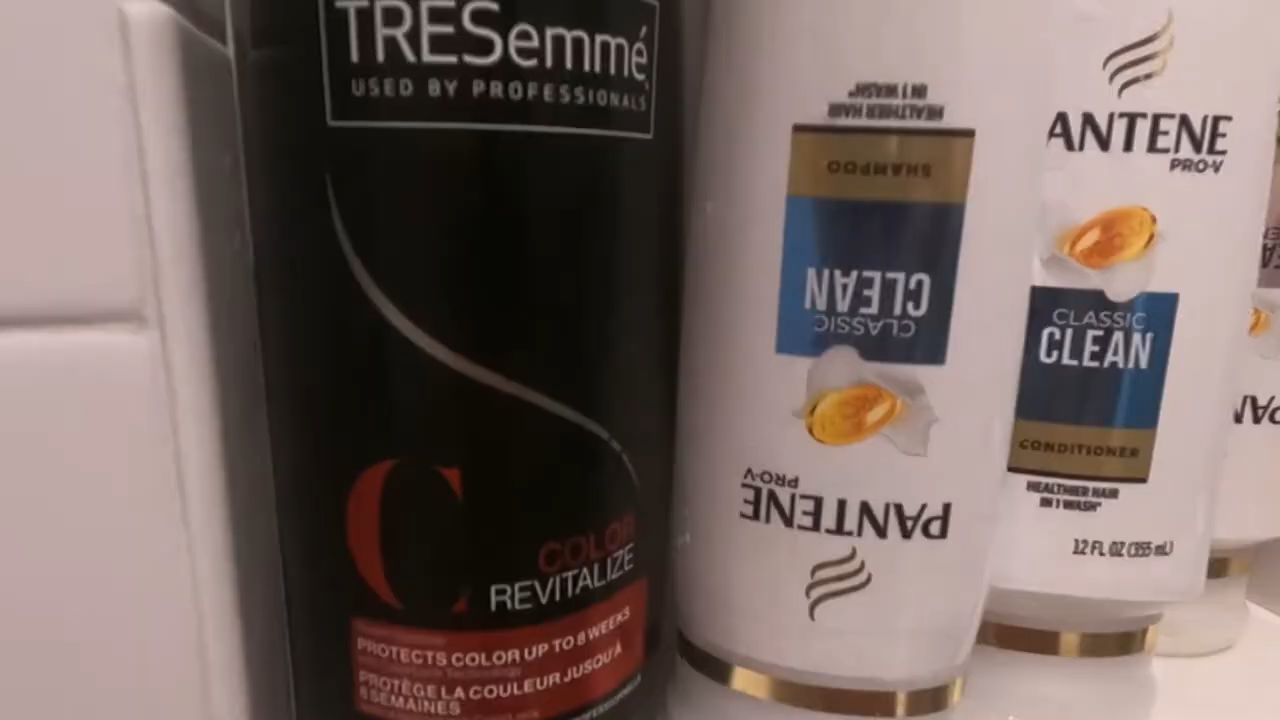 TRESemmé
USED BY PROFESSIONALS
C
COLOR
REVITALIZE
PROTECTS COLOR UP TO 8 WEEKS
PROTÈGE LA COULEUR JUSQU'À
8 SEMAINES
PANTENE
PRO-V
CLASSIC
CLEAN
SHAMPOO
HEALTHIER HAIR
IN 1 WASH*
ANTENE
PRO-V
CLASSIC
CLEAN
CONDITIONER
HEALTHIER HAIR
IN 1 WASH*
12 FL OZ (355 mL)
PA